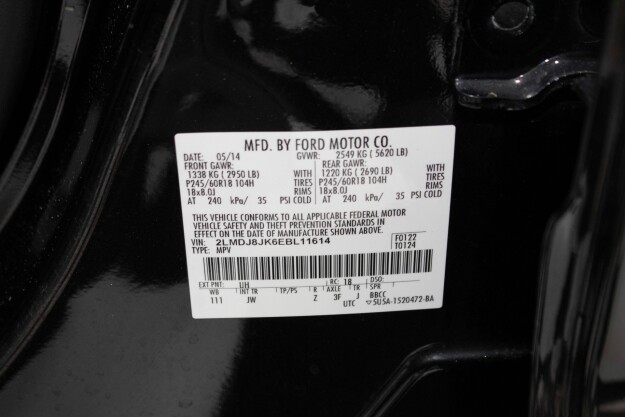 MFD. BY FORD MOTOR CO.
DATE: 05/14 GVWR: 2549 KG ( 5620 LB)
FRONT GAWR: REAR GAWR:
1338 KG ( 2950 LB) WITH 1220 KG ( 2690 LB) WITH
P245/60R18 104H TIRES P245/60R18 104H TIRES
18x8.0J RIMS 18x8.0J RIMS
AT 240 kPa/ 35 PSI COLD AT 240 kPa/ 35 PSI COLD
THIS VEHICLE CONFORMS TO ALL APPLICABLE FEDERAL MOTOR
VEHICLE SAFETY AND THEFT PREVENTION STANDARDS IN
EFFECT ON THE DATE OF MANUFACTURE SHOWN ABOVE.
VIN: 2LMDJ8JK6EBL11614 F0122
TYPE: MPV T0124
EXT PNT: UH RC: 18 DSO:
WB INT TR TP/PS R AXLE TR SPR
111 JW Z 3F J BBCC
UTC 5U5A-1520472-BA